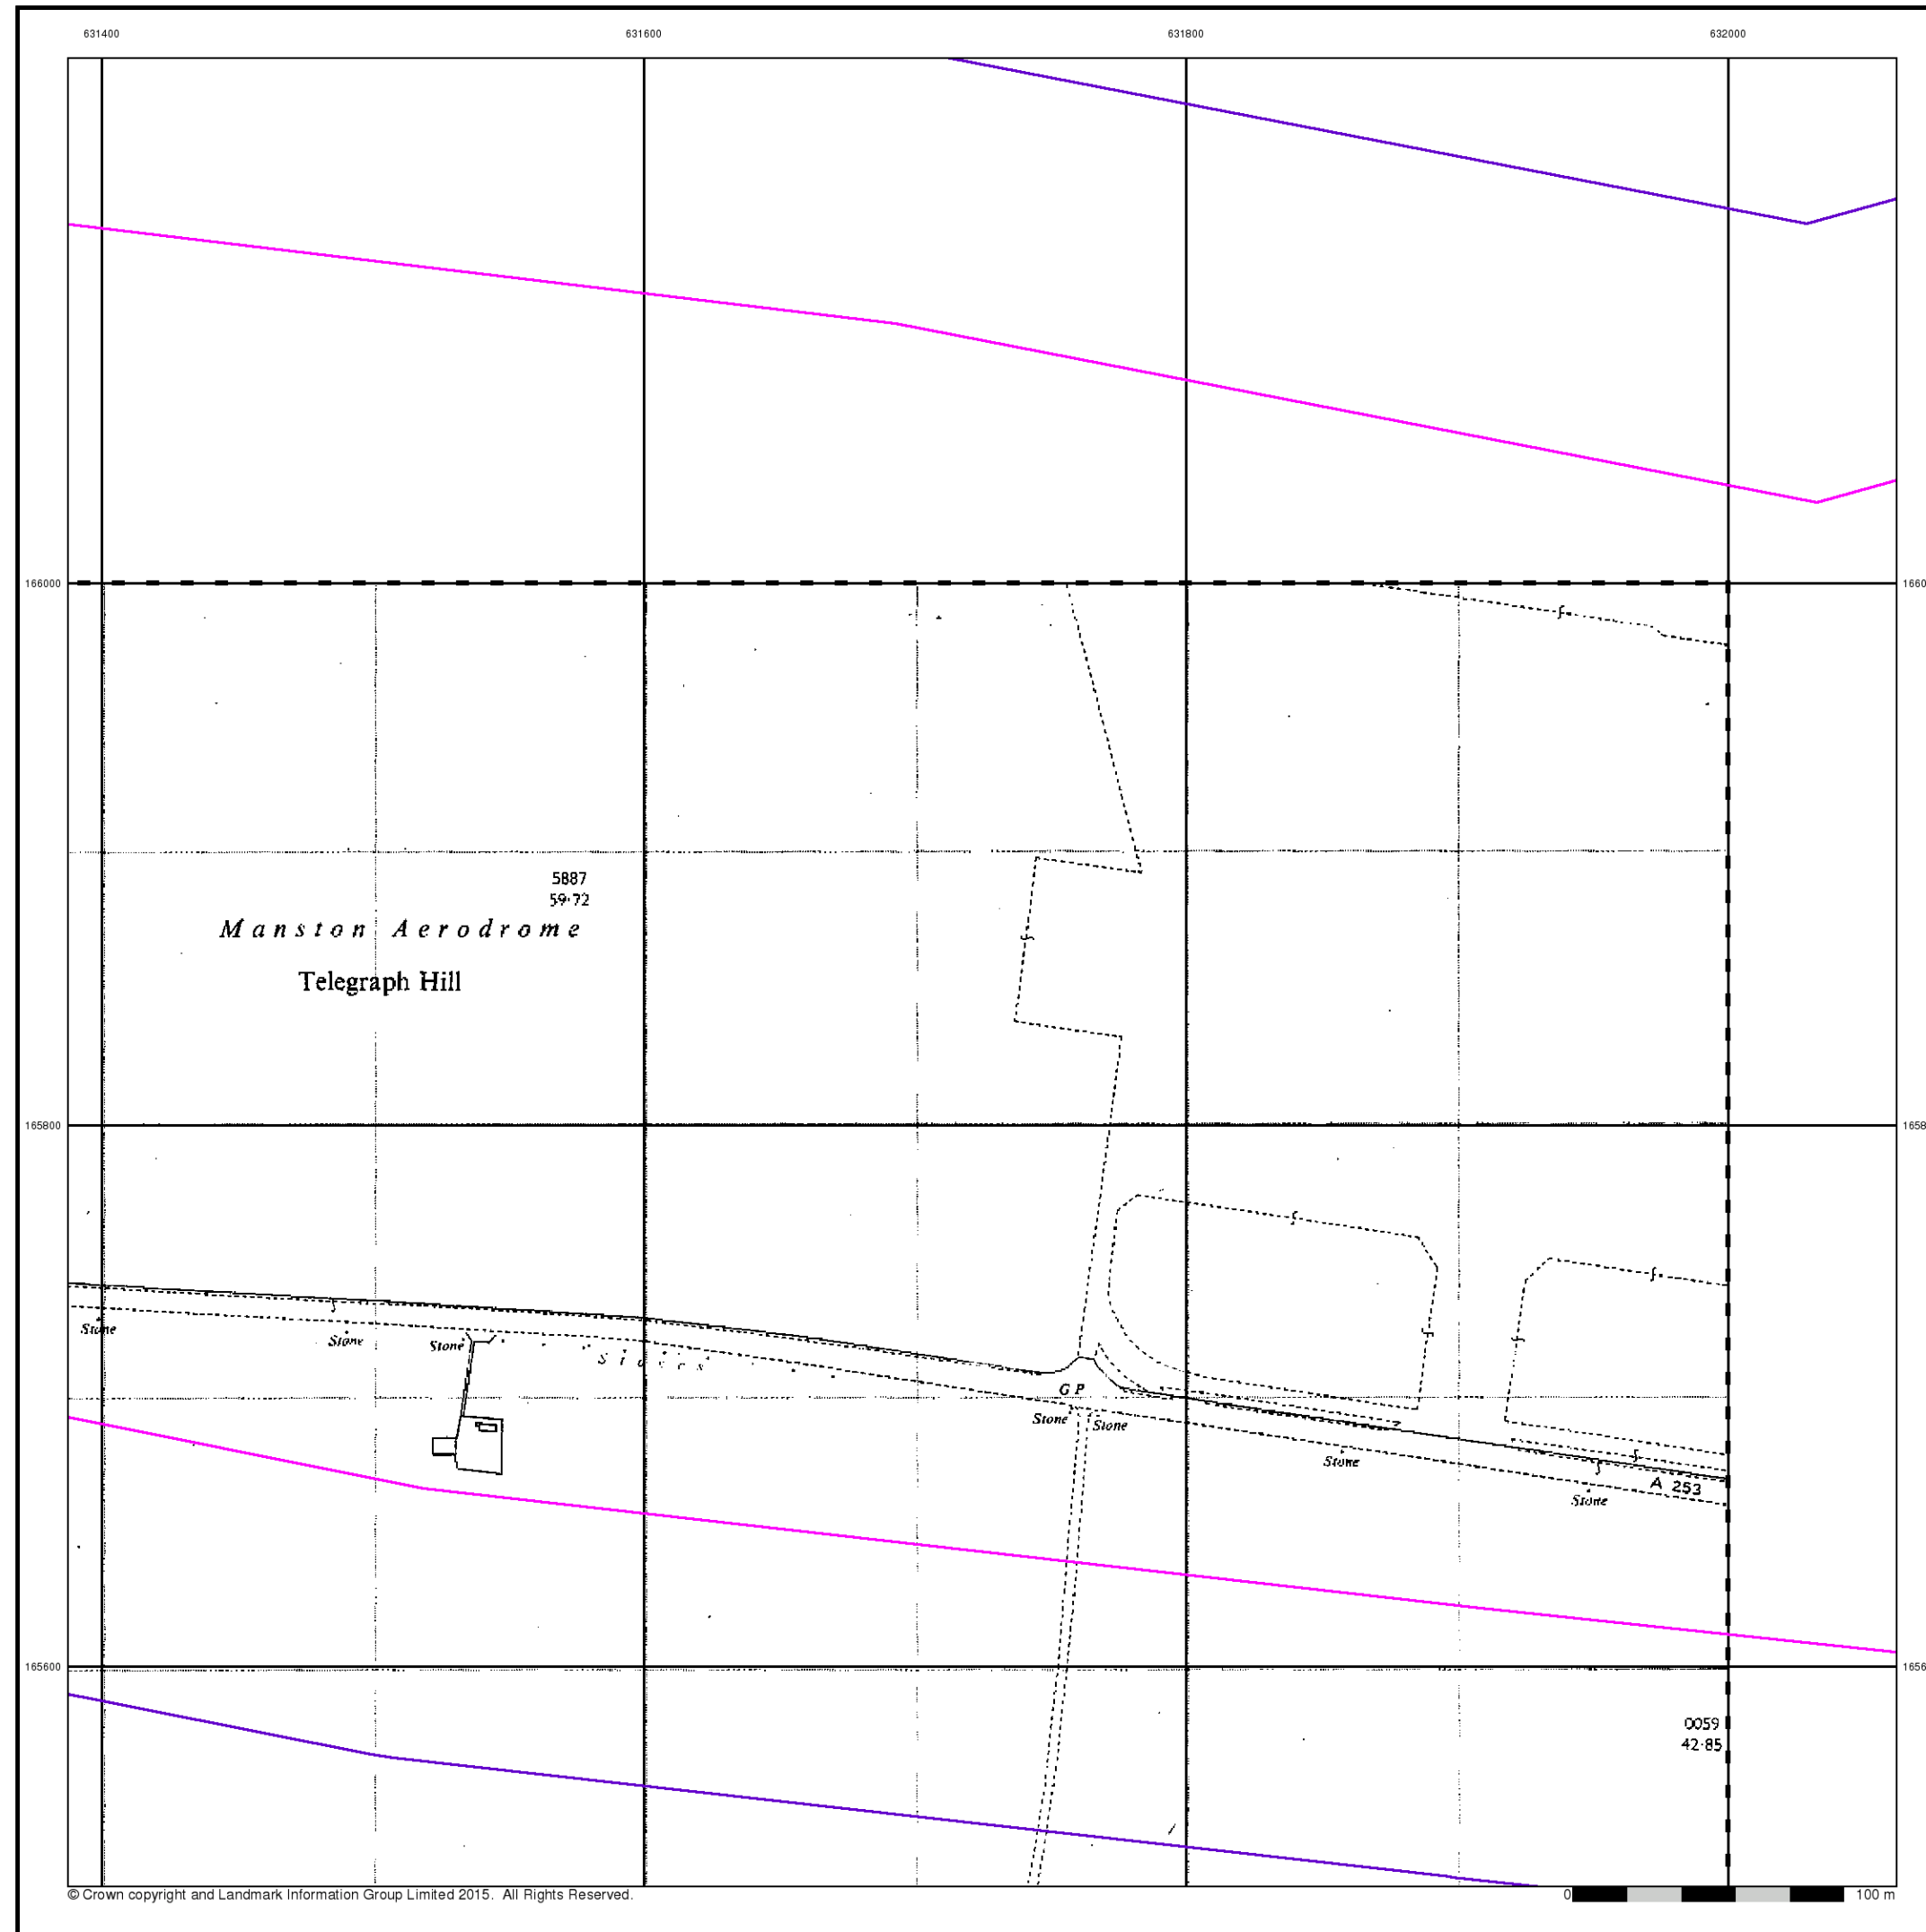 631400 631600 631800 632000
166000 1660
5887
59·72
Manston Aerodrome
Telegraph Hill
165800 1658
Stone Stone Stone Stones
G P
Stone Stone
Stone
A 253
Stone
165600 1656
0059
42·85
© Crown copyright and Landmark Information Group Limited 2015. All Rights Reserved. 0 100 m